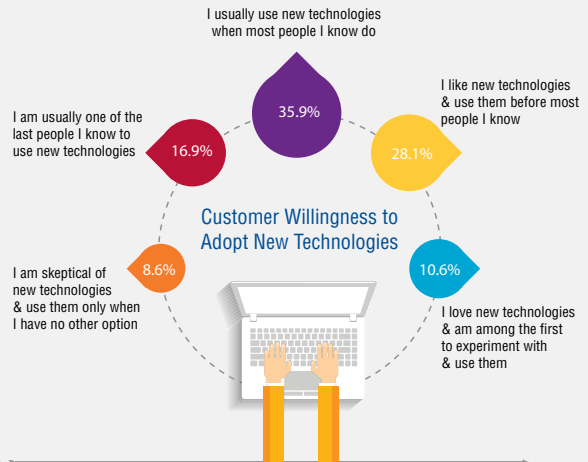 I usually use new technologies
when most people I know do
35.9%
I like new technologies
& use them before most
people I know
28.1%
I am usually one of the
last people I know to
use new technologies
16.9%
Customer Willingness to
Adopt New Technologies
8.6%
I am skeptical of
new technologies
& use them only when
I have no other option
10.6%
I love new technologies
& am among the first
to experiment with
& use them